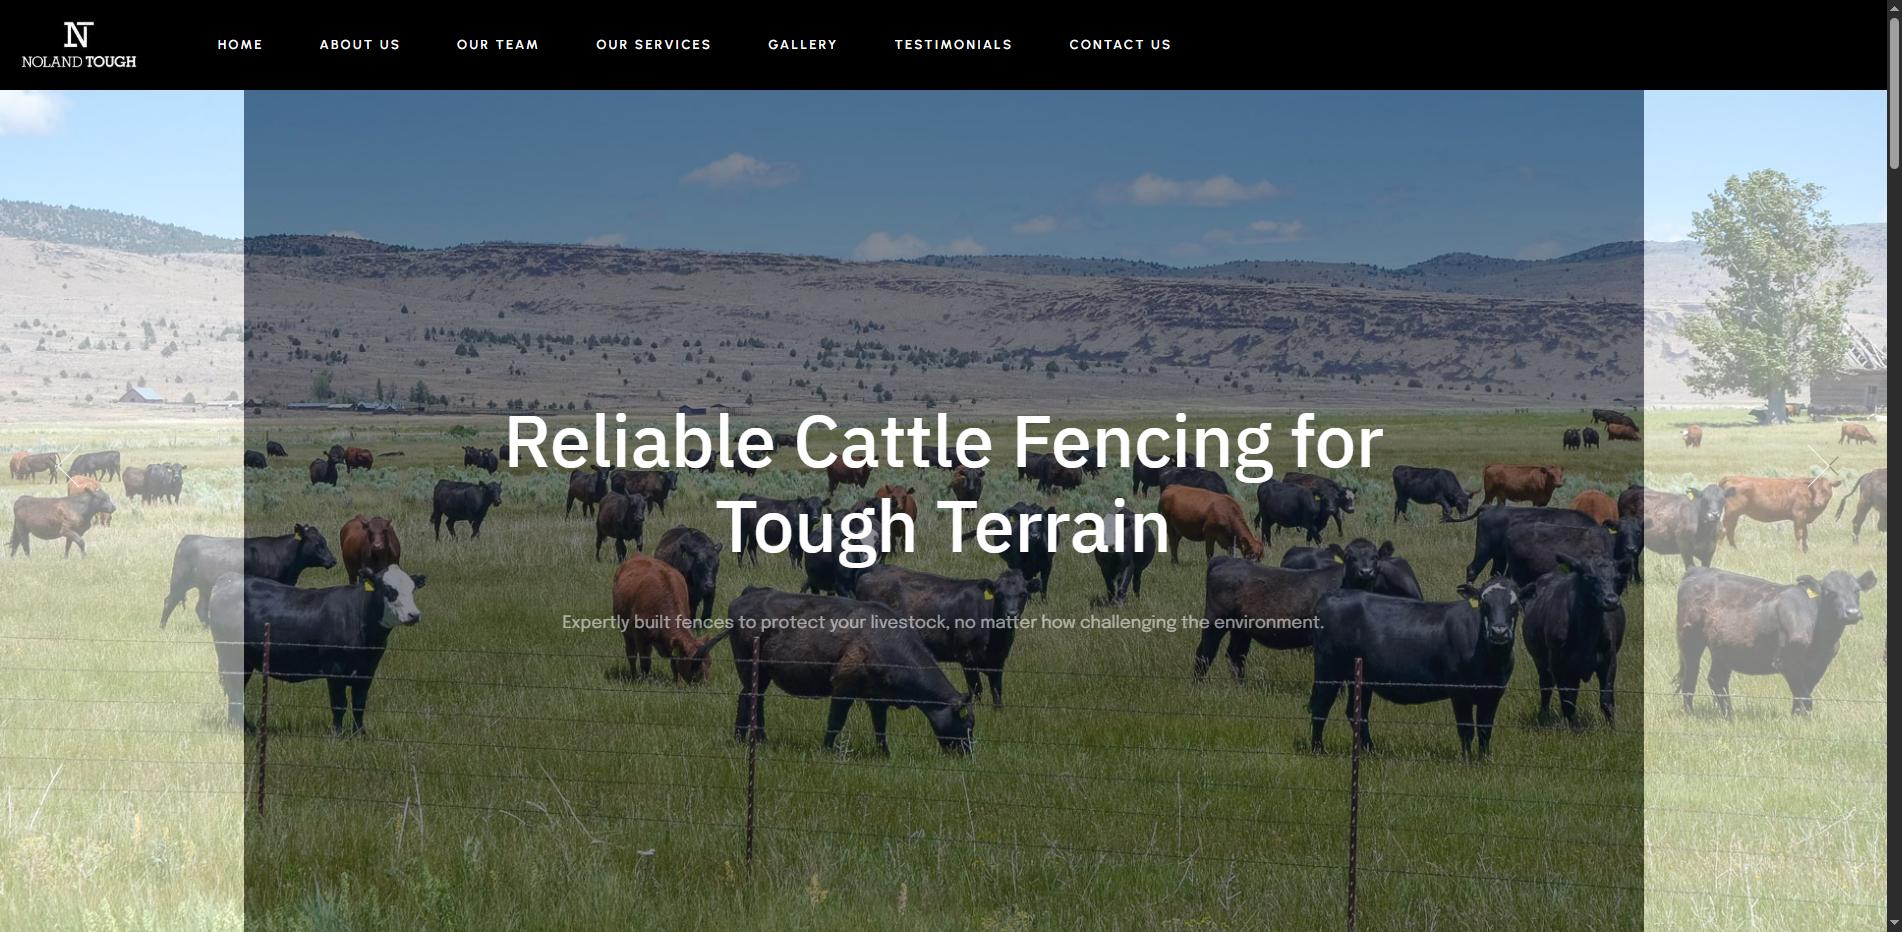 N
NOLAND TOUGH
HOME ABOUT US OUR TEAM OUR SERVICES GALLERY TESTIMONIALS CONTACT US
Reliable Cattle Fencing for
Tough Terrain
Expertly built fences to protect your livestock, no matter how challenging the environment.